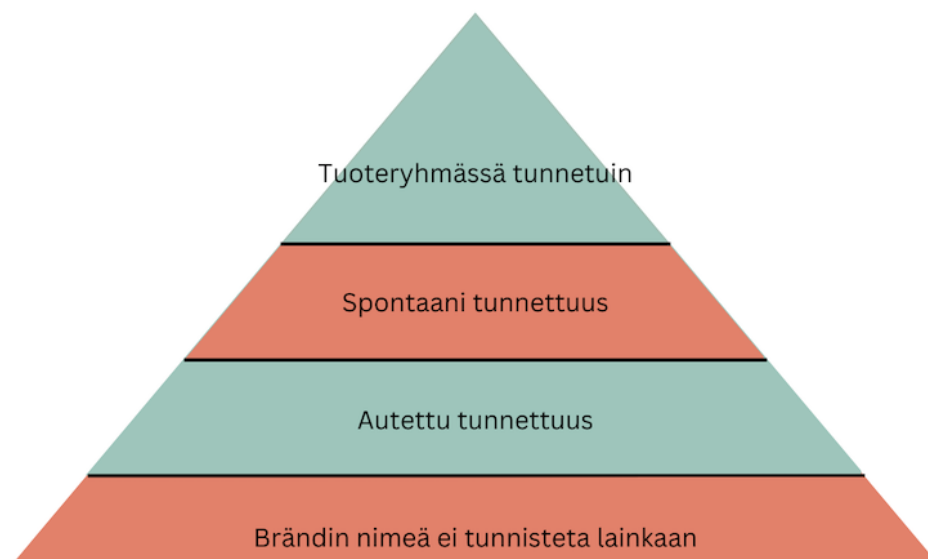 Tuoteryhmässä tunnetuin
Spontaani tunnettuus
Autettu tunnettuus
Brändin nimeä ei tunnisteta lainkaan